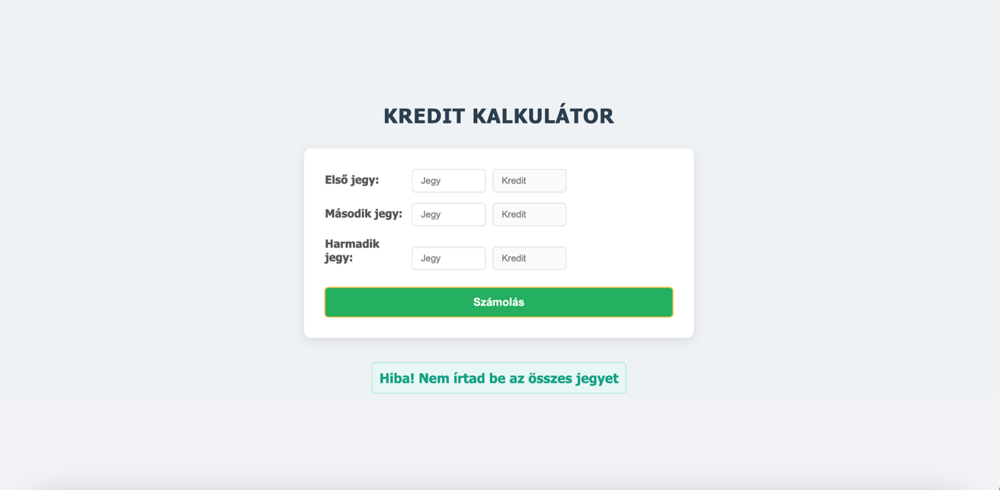 KREDIT KALKULÁTOR
Első jegy: Jegy Kredit
Második jegy: Jegy Kredit
Harmadik
jegy: Jegy Kredit
Számolás
Hiba! Nem írtad be az összes jegyet